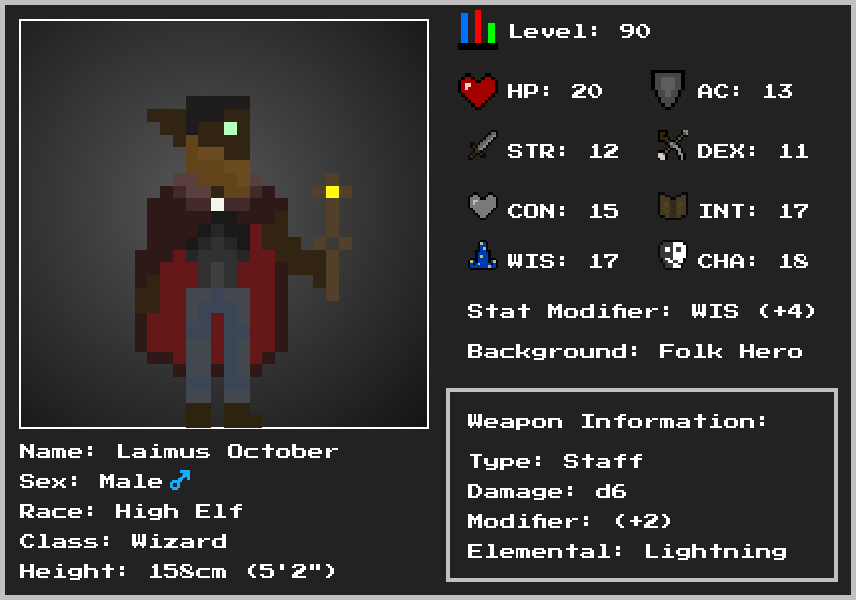 Level: 90
HP: 20 AC: 13
STR: 12 DEX: 11
CON: 15 INT: 17
WIS: 17 CHA: 18
Stat Modifier: WIS (+4)
Background: Folk Hero
Weapon Information:
Type: Staff
Damage: d6
Modifier: (+2)
Elemental: Lightning
Name: Laimus October
Sex: Male♂
Race: High Elf
Class: Wizard
Height: 158cm (5'2")